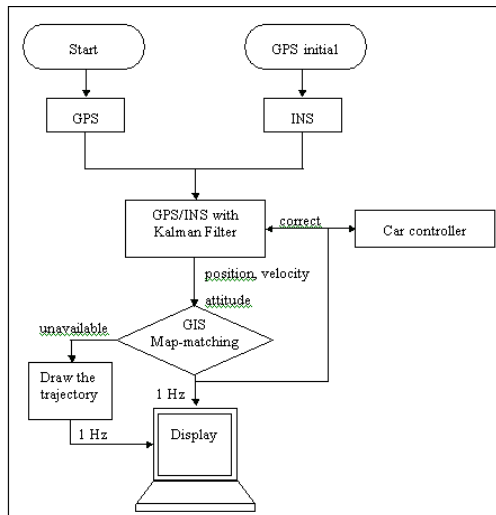 Start
GPS initial
GPS
INS
GPS/INS with
Kalman Filter
correct
Car controller
position, velocity
attitude
unavailable
GIS
Map-matching
Draw the
trajectory
1 Hz
1 Hz
Display